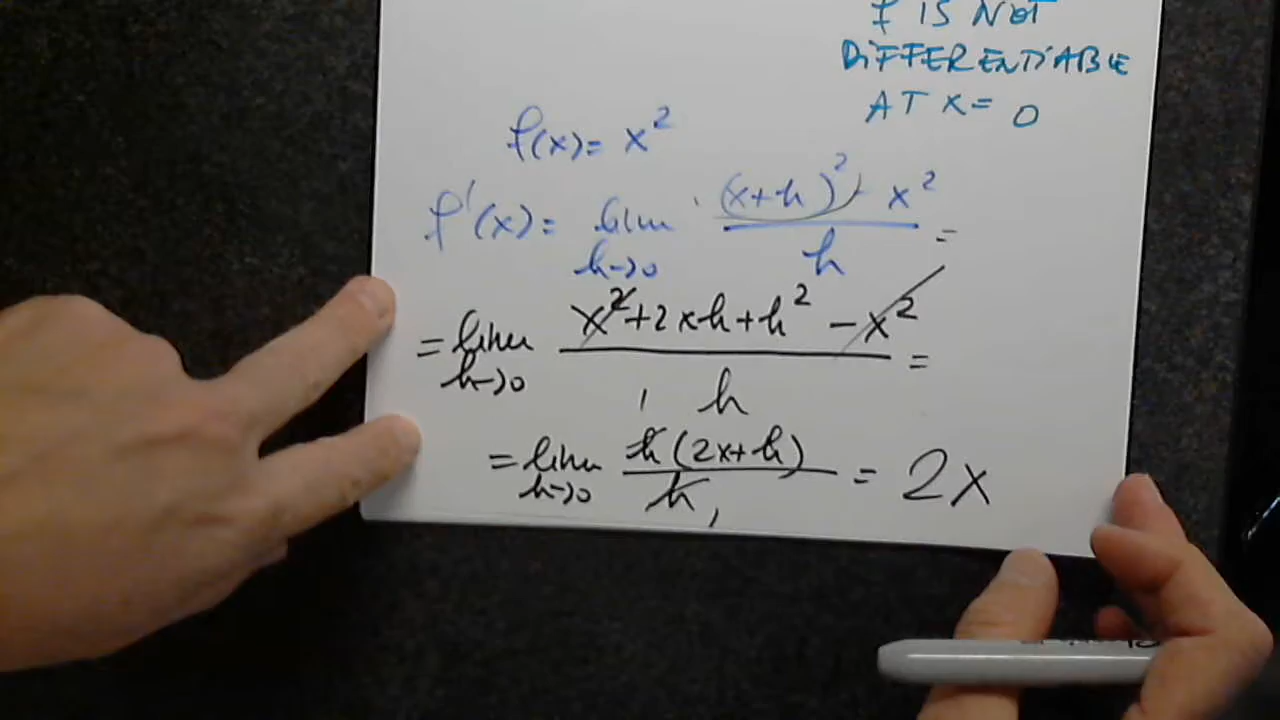 f IS NOT
DIFFERENTIABLE
AT x = 0
f(x) = x²
f'(x) = lim h→0 ((x+h)² - x²) / h =
= lim h→0 (x² + 2xh + h² - x²) / h =
= lim h→0 h(2x+h) / h = 2x